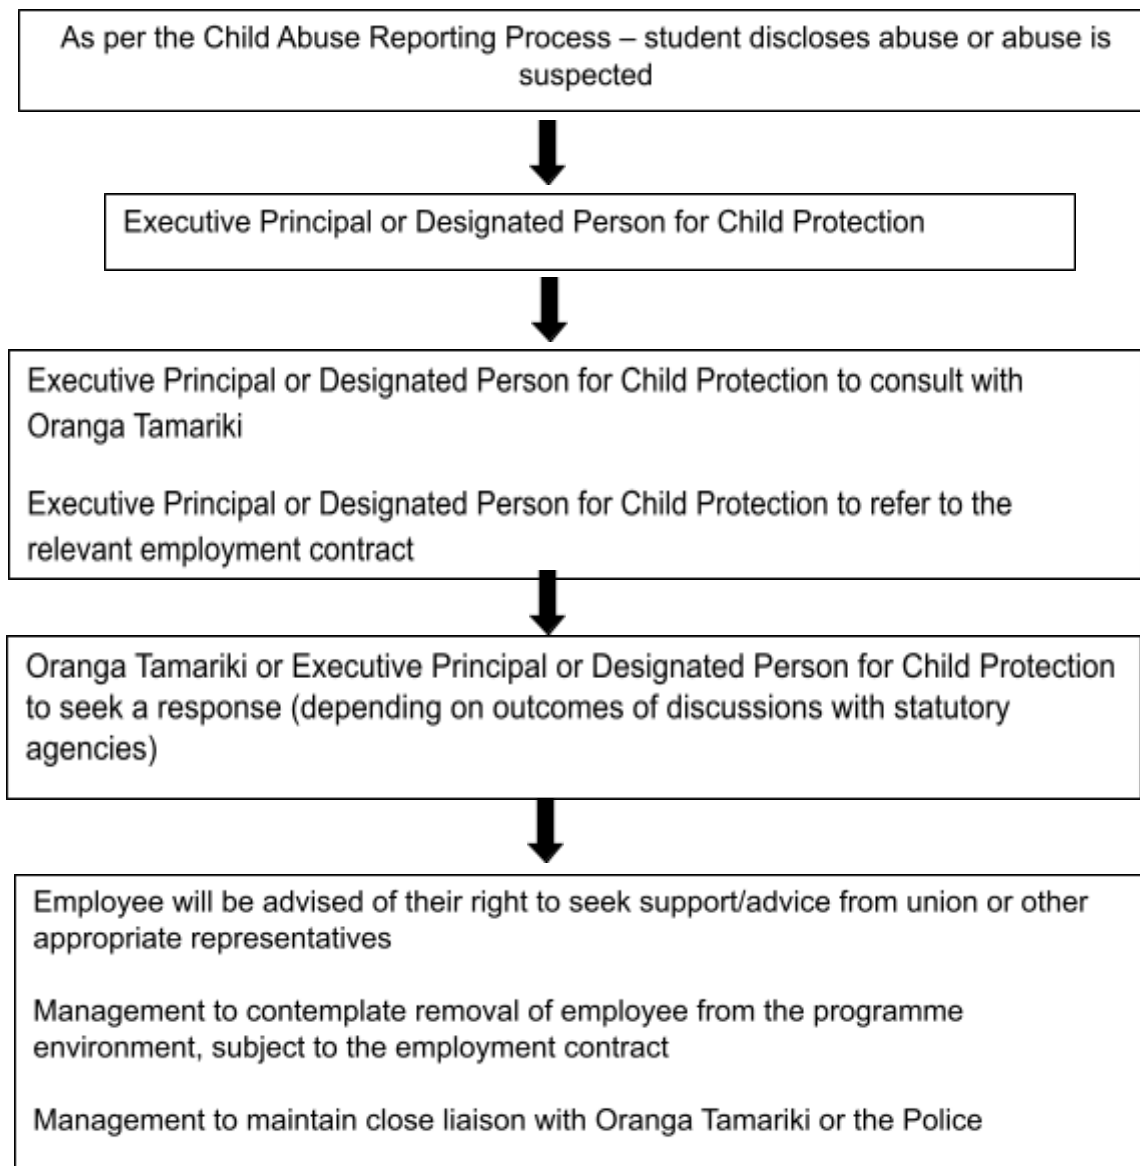 As per the Child Abuse Reporting Process – student discloses abuse or abuse is
suspected
Executive Principal or Designated Person for Child Protection
Executive Principal or Designated Person for Child Protection to consult with
Oranga Tamariki
Executive Principal or Designated Person for Child Protection to refer to the
relevant employment contract
Oranga Tamariki or Executive Principal or Designated Person for Child Protection
to seek a response (depending on outcomes of discussions with statutory
agencies)
Employee will be advised of their right to seek support/advice from union or other
appropriate representatives
Management to contemplate removal of employee from the programme
environment, subject to the employment contract
Management to maintain close liaison with Oranga Tamariki or the Police